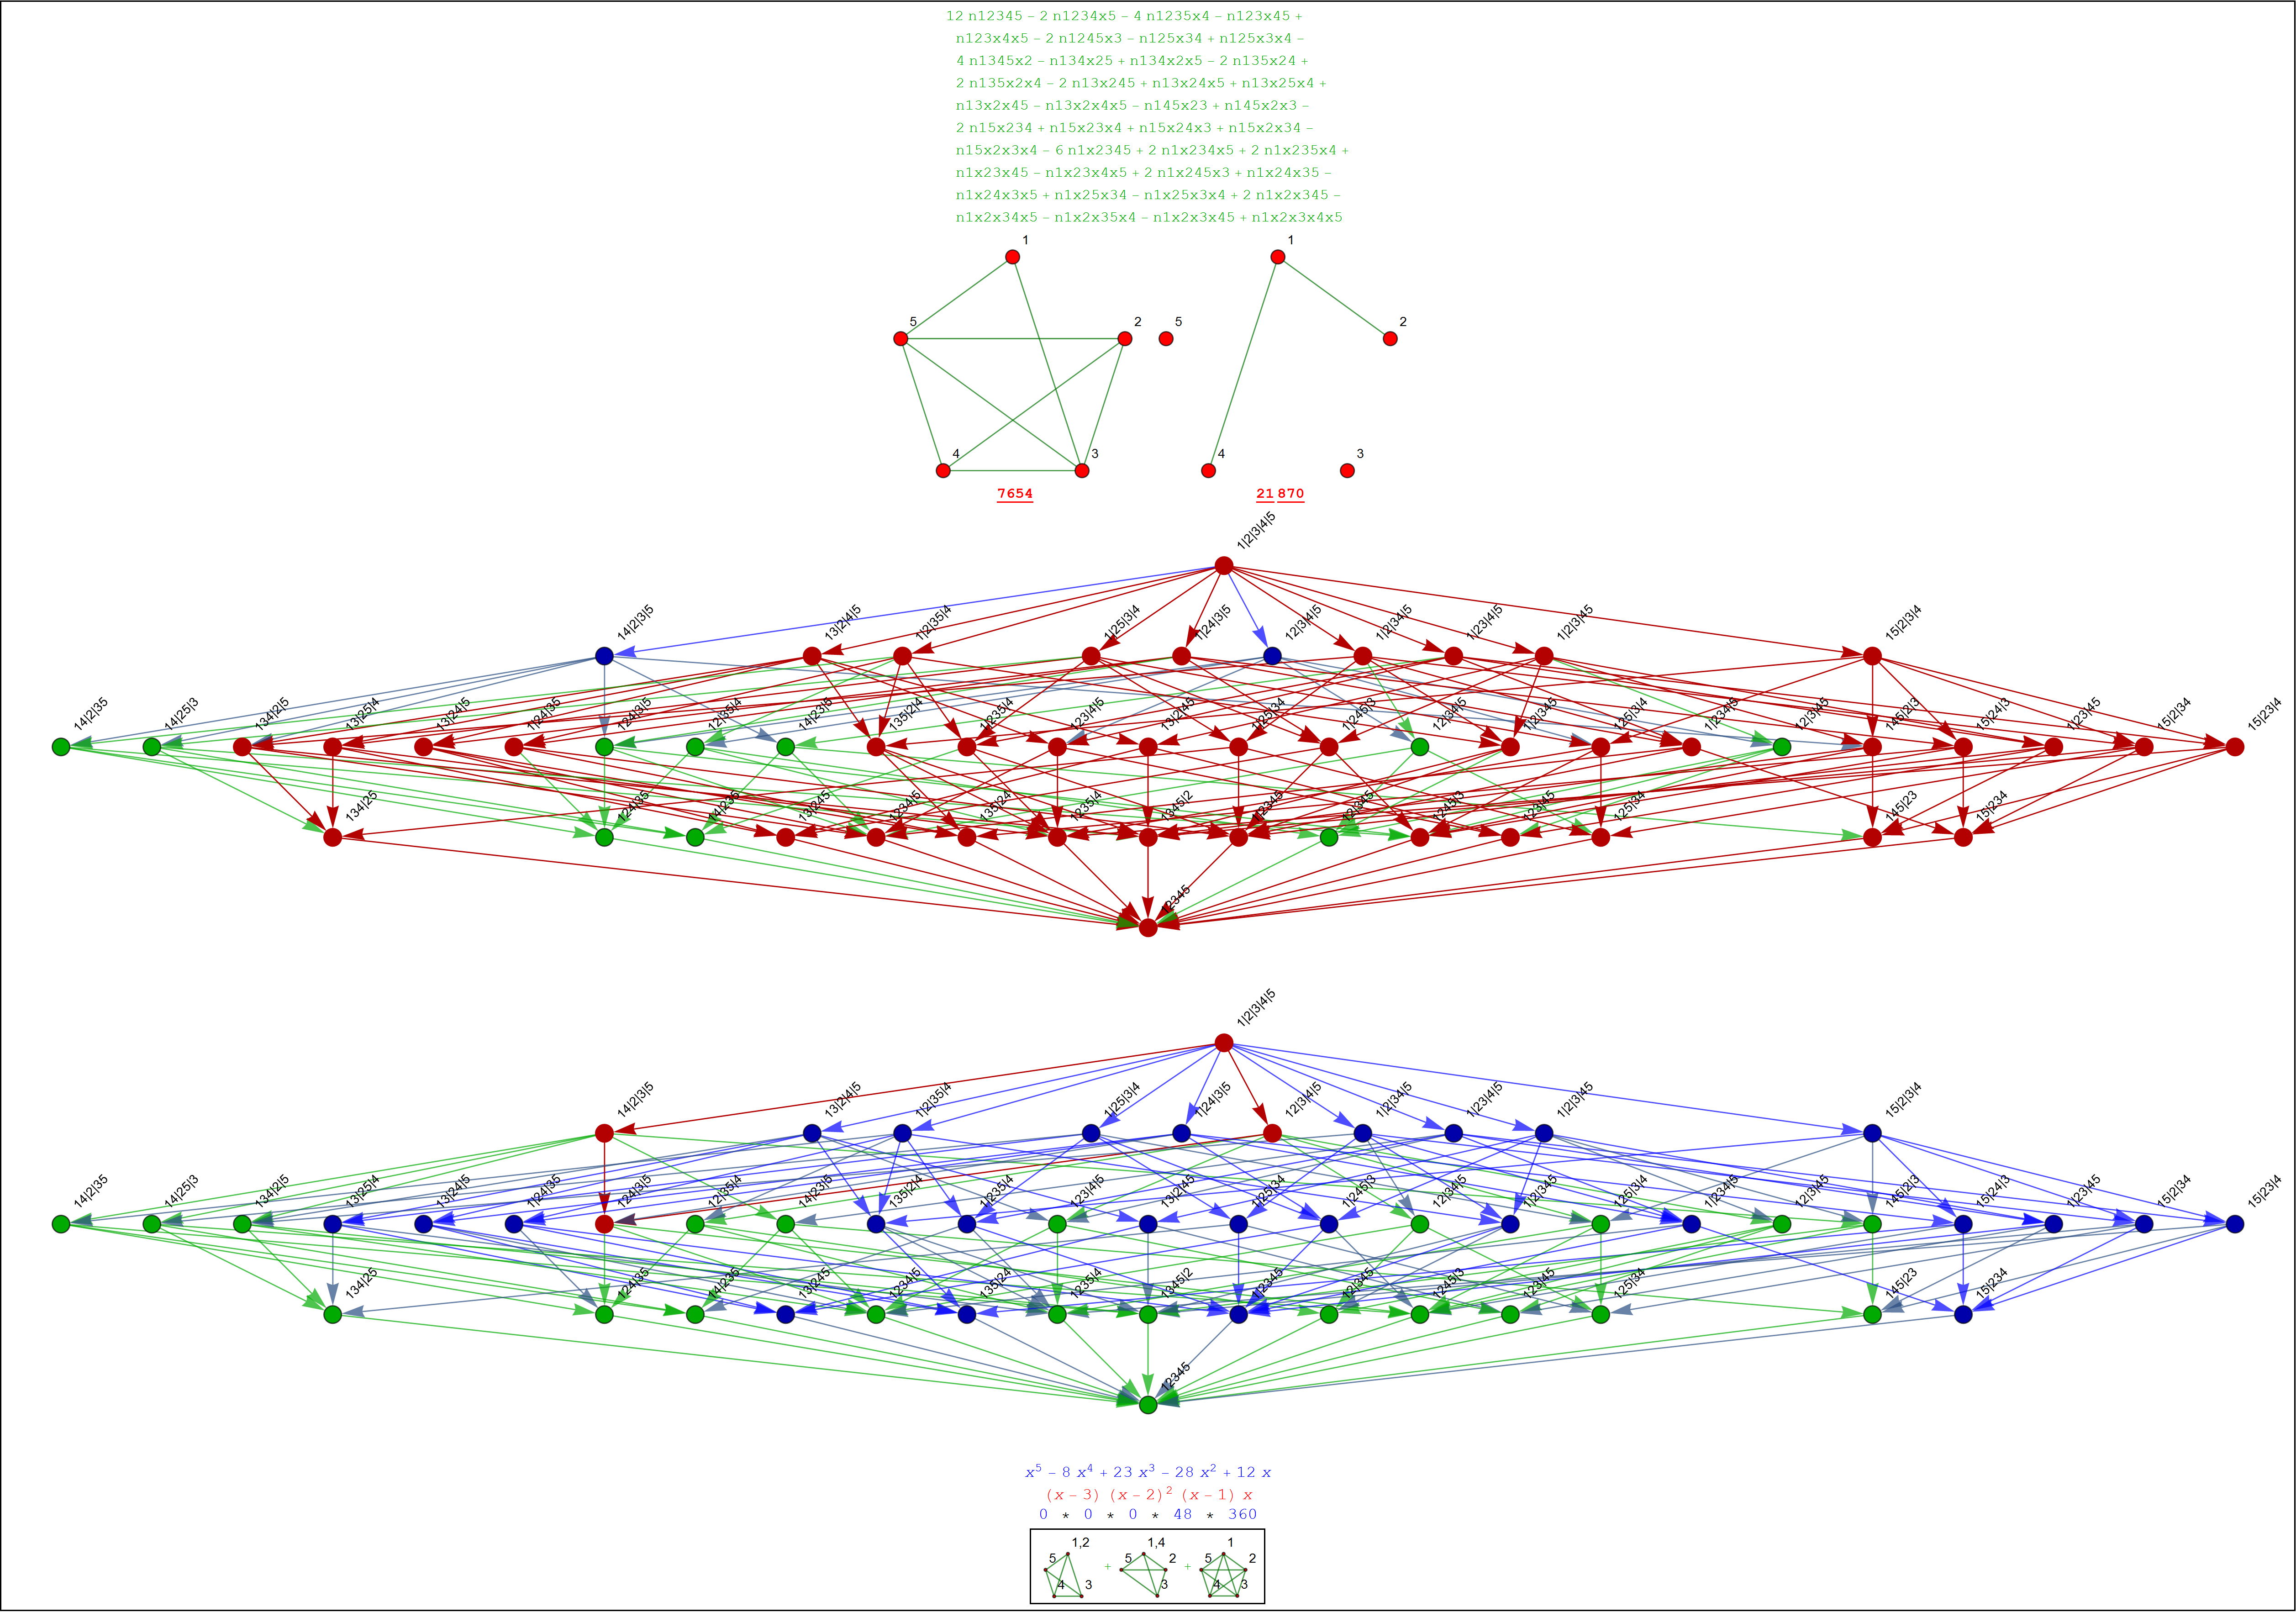 12 n12345 – 2 n1234x5 – 4 n1235x4 – n123x45 +
n123x4x5 – 2 n1245x3 – n125x34 + n125x3x4 –
4 n1345x2 – n134x25 + n134x2x5 – 2 n135x24 +
2 n135x2x4 – 2 n13x245 + n13x24x5 + n13x25x4 +
n13x2x45 – n13x2x4x5 – n145x23 + n145x2x3 –
2 n15x234 + n15x23x4 + n15x24x3 + n15x2x34 –
n15x2x3x4 – 6 n1x2345 + 2 n1x234x5 + 2 n1x235x4 +
n1x23x45 – n1x23x4x5 + 2 n1x245x3 + n1x24x35 –
n1x24x3x5 + n1x25x34 – n1x25x3x4 + 2 n1x2x345 –
n1x2x34x5 – n1x2x35x4 – n1x2x3x45 + n1x2x3x4x5
1 1
5 2 5 2
4 3 4 3
7654 21 870
1|2|3|4|5
14|2|3|5 13|2|4|5 1|2|35|4 1|25|3|4 1|24|3|5 12|3|4|5 1|2|34|5 1|23|4|5 1|2|3|45 15|2|3|4
14|2|35 14|25|3 134|2|5 13|25|4 13|24|5 1|24|35 124|3|5 12|35|4 14|23|5 135|2|4 1|235|4 123|4|5 13|2|45 1|25|34 1|245|3 12|34|5 1|2|345 125|3|4 1|234|5 12|3|45 145|2|3 15|24|3 1|23|45 15|2|34 15|23|4
134|25 124|35 14|235 13|245 1234|5 135|24 1235|4 1345|2 1|2345 12|345 1245|3 123|45 125|34 145|23 15|234
12345
1|2|3|4|5
14|2|3|5 13|2|4|5 1|2|35|4 1|25|3|4 1|24|3|5 12|3|4|5 1|2|34|5 1|23|4|5 1|2|3|45 15|2|3|4
14|2|35 14|25|3 134|2|5 13|25|4 13|24|5 1|24|35 124|3|5 12|35|4 14|23|5 135|2|4 1|235|4 123|4|5 13|2|45 1|25|34 1|245|3 12|34|5 1|2|345 125|3|4 1|234|5 12|3|45 145|2|3 15|24|3 1|23|45 15|2|34 15|23|4
134|25 124|35 14|235 13|245 1234|5 135|24 1235|4 1345|2 1|2345 12|345 1245|3 123|45 125|34 145|23 15|234
12345
x⁵ – 8 x⁴ + 23 x³ – 28 x² + 12 x
(x – 3) (x – 2)² (x – 1) x
0 * 0 * 0 * 48 * 360
1,2 1,4 1
5 + 5 2 + 5 2
4 3 3 4 3